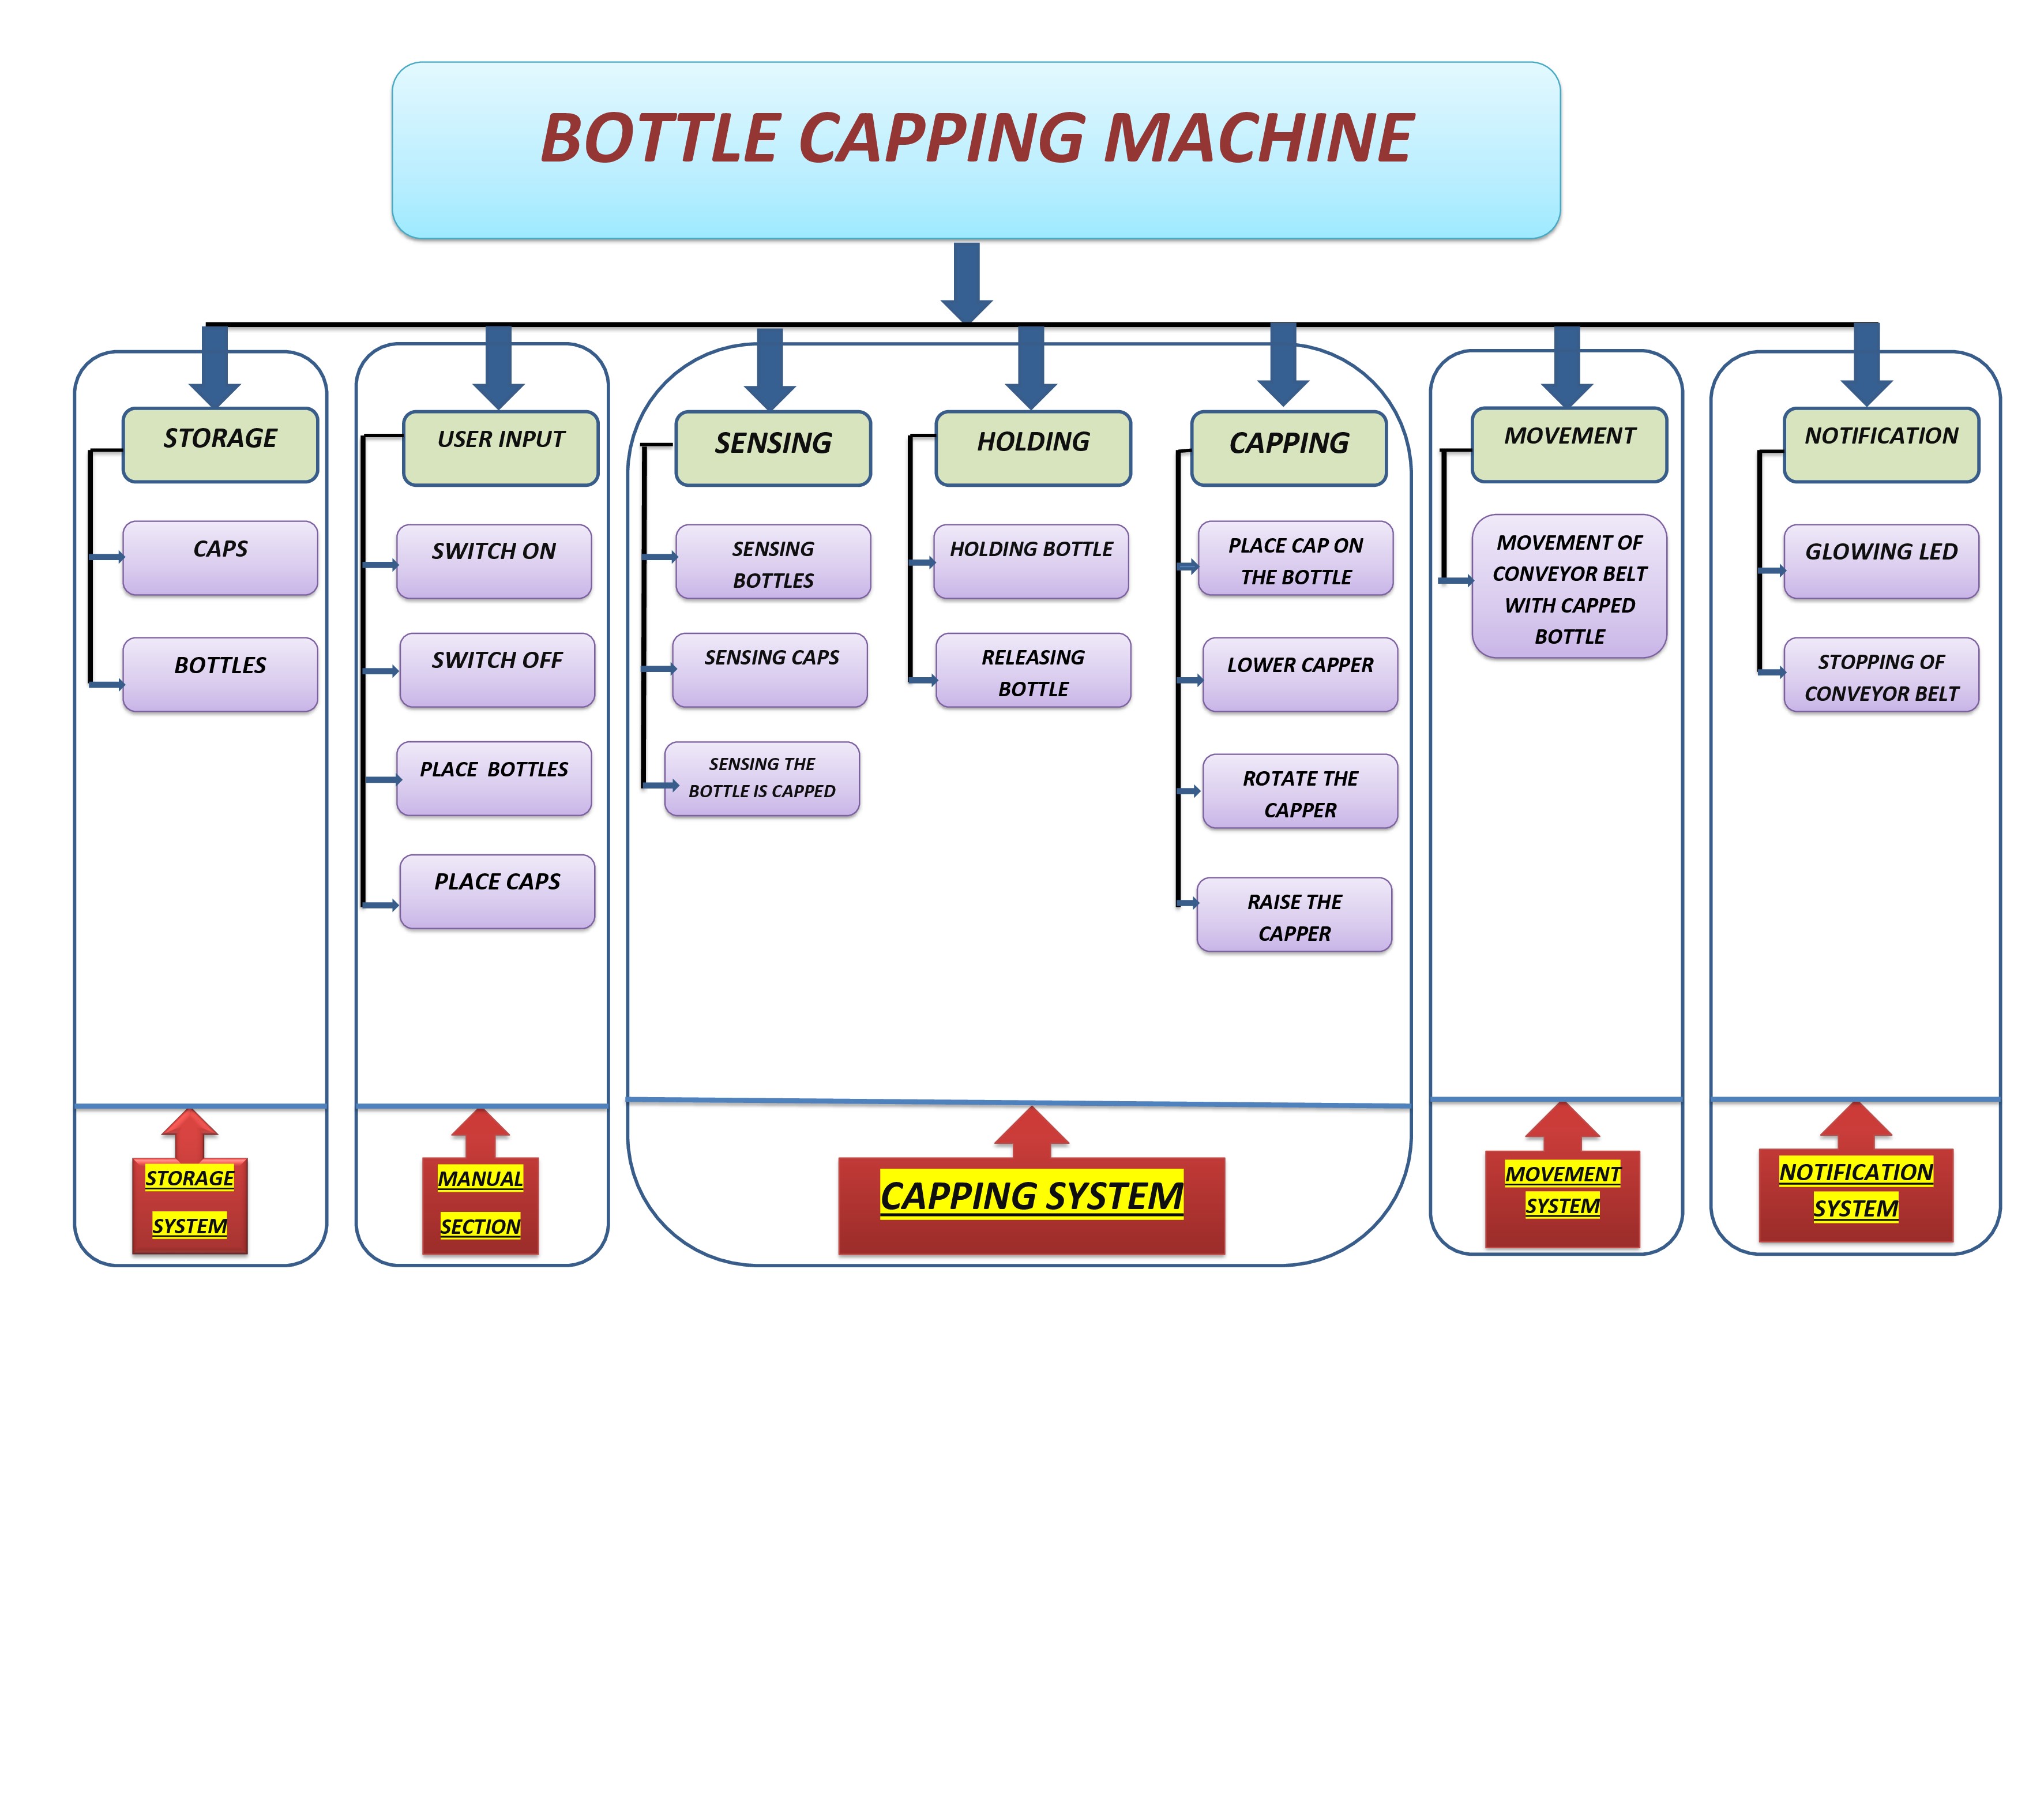 BOTTLE CAPPING MACHINE
STORAGE
CAPS
BOTTLES
USER INPUT
SWITCH ON
SWITCH OFF
PLACE  BOTTLES
PLACE CAPS
SENSING
SENSING
BOTTLES
SENSING CAPS
SENSING THE
BOTTLE IS CAPPED
HOLDING
HOLDING BOTTLE
RELEASING
BOTTLE
CAPPING
PLACE CAP ON
THE BOTTLE
LOWER CAPPER
ROTATE THE
CAPPER
RAISE THE
CAPPER
MOVEMENT
MOVEMENT OF
CONVEYOR BELT
WITH CAPPED
BOTTLE
NOTIFICATION
GLOWING LED
STOPPING OF
CONVEYOR BELT
STORAGE
SYSTEM
MANUAL
SECTION
CAPPING SYSTEM
MOVEMENT
SYSTEM
NOTIFICATION
SYSTEM